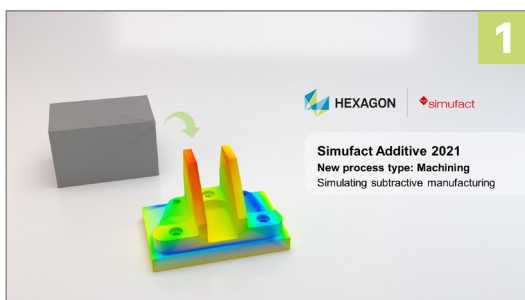 1
HEXAGON
simufact
Simufact Additive 2021
New process type: Machining
Simulating subtractive manufacturing